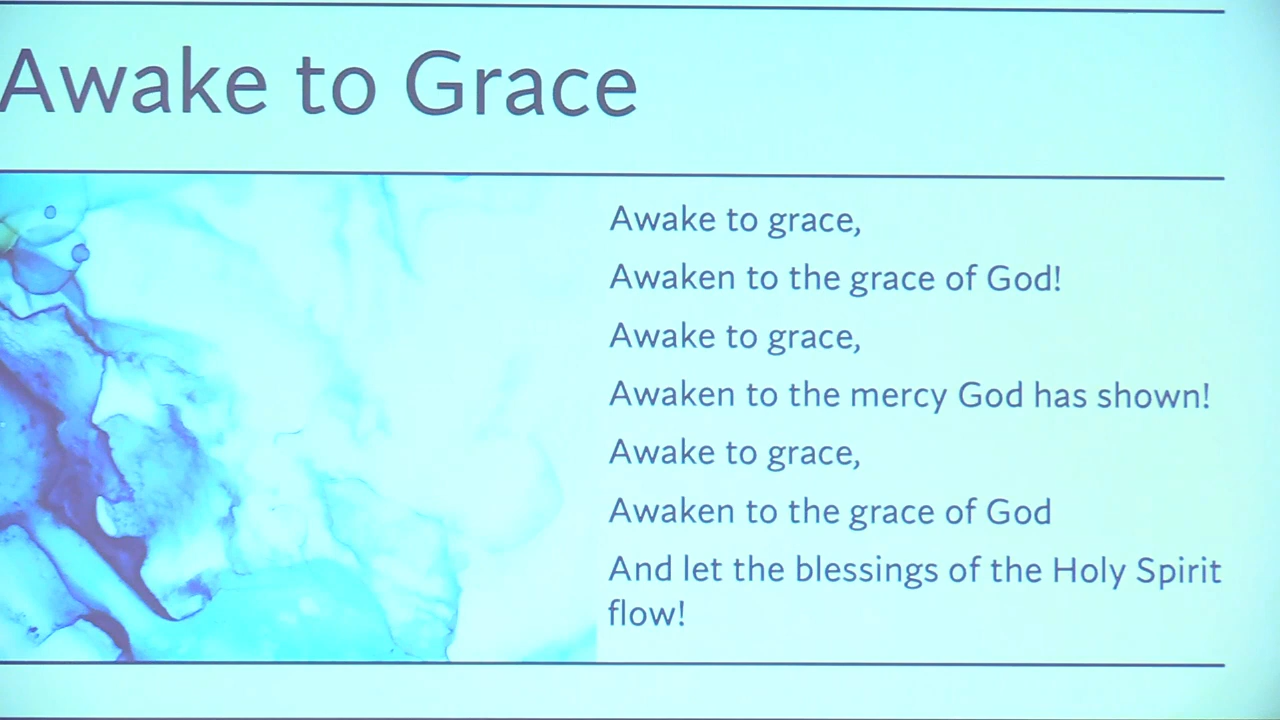 Awake to Grace
Awake to grace,
Awaken to the grace of God!
Awake to grace,
Awaken to the mercy God has shown!
Awake to grace,
Awaken to the grace of God
And let the blessings of the Holy Spirit
flow!